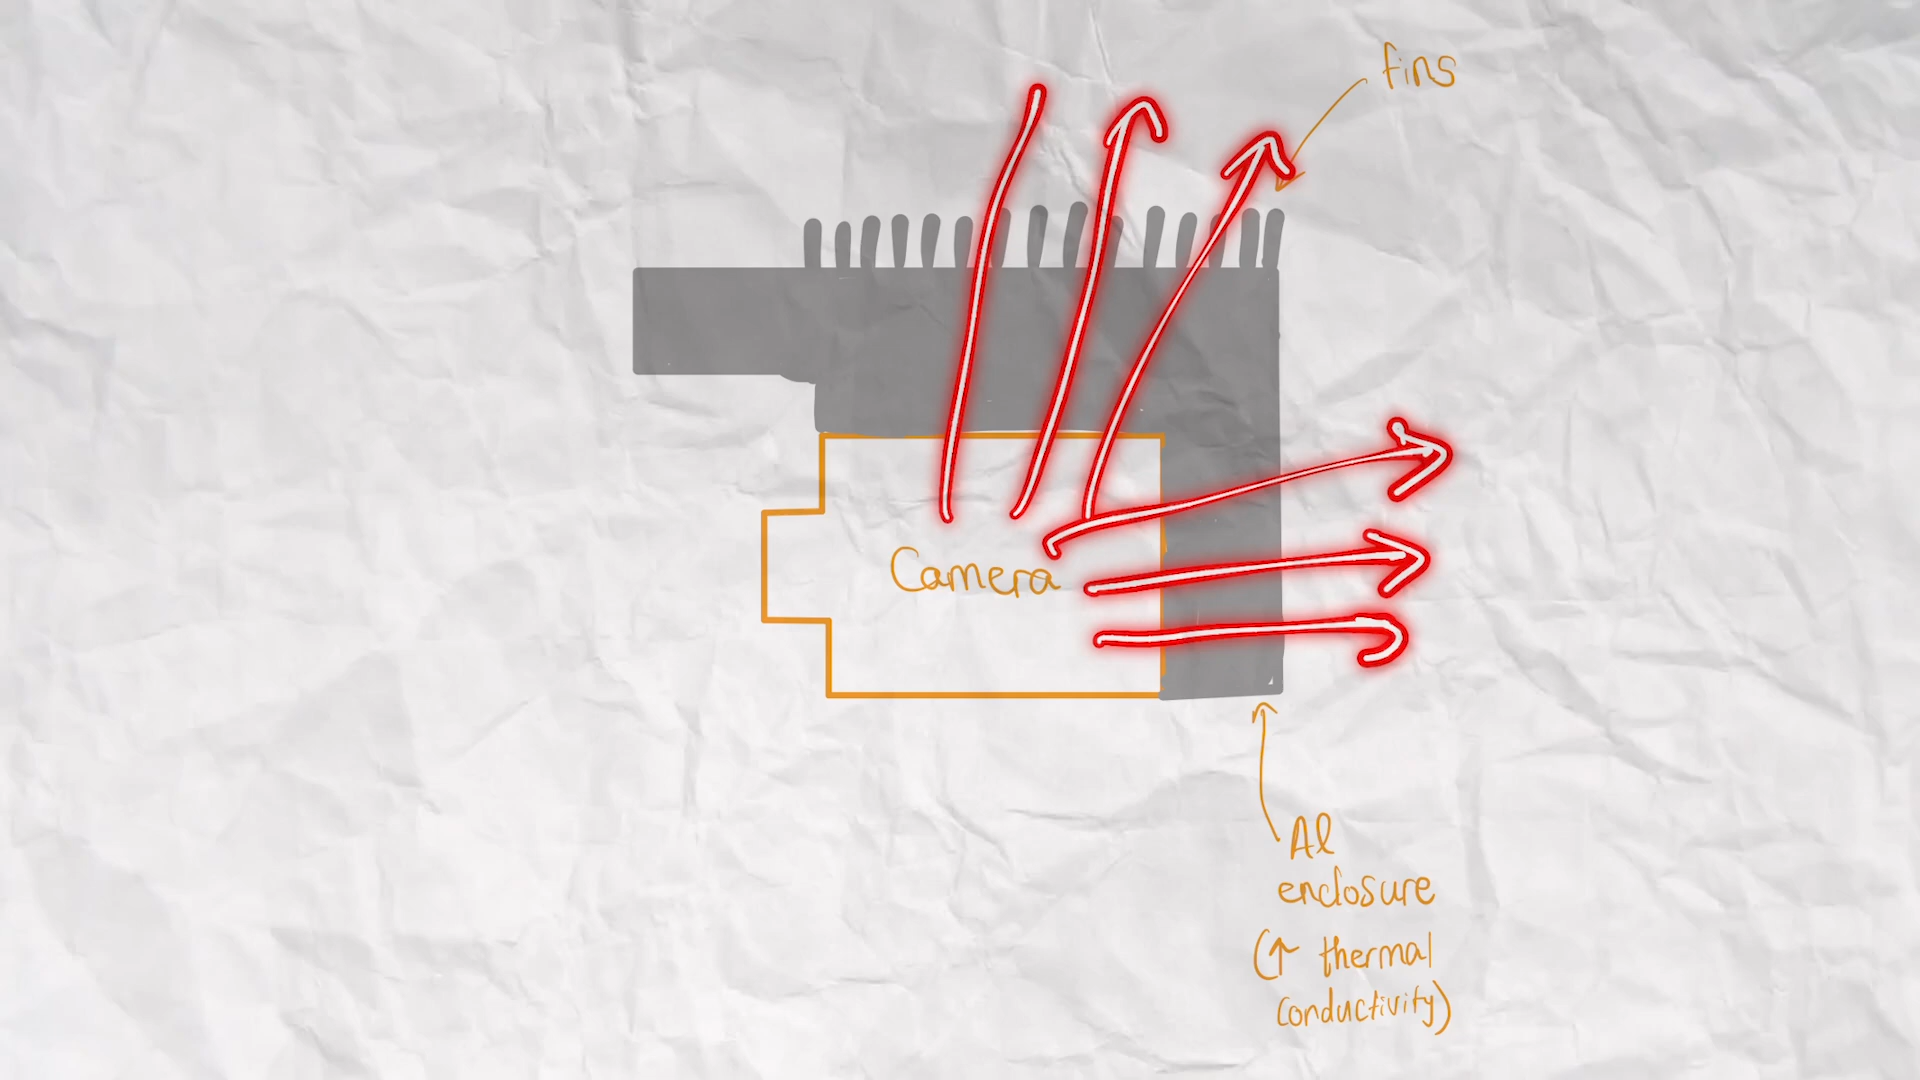 fins
Camera
Al
enclosure
(↑ thermal
conductivity)